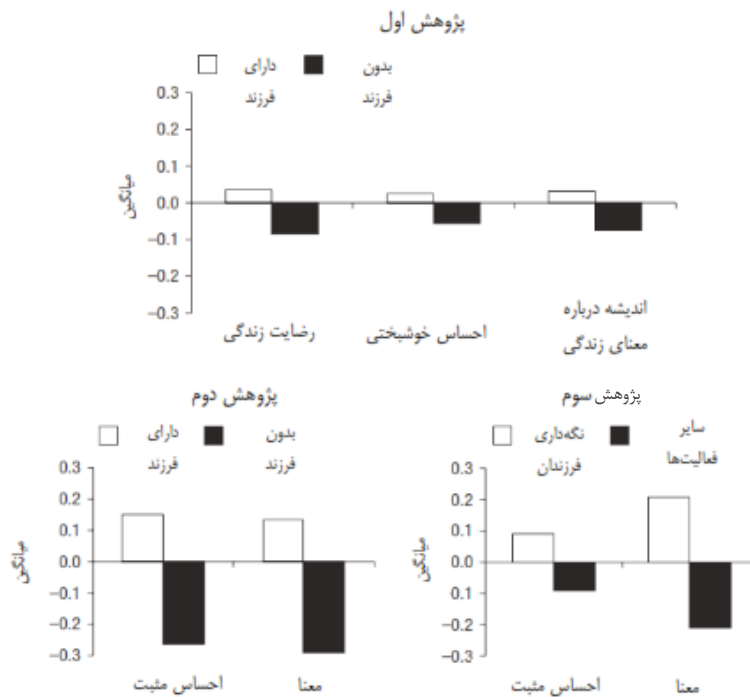 پژوهش اول
دارای
فرزند
بدون
فرزند
میانگین
0.3
0.2
0.1
0.0
−0.1
−0.2
−0.3
رضایت زندگی
احساس خوشبختی
اندیشه درباره
معنای زندگی
پژوهش دوم
دارای
فرزند
بدون
فرزند
میانگین
0.3
0.2
0.1
0.0
−0.1
−0.2
−0.3
احساس مثبت
معنا
پژوهش سوم
نگه‌داری
فرزندان
سایر
فعالیت‌ها
میانگین
0.3
0.2
0.1
0.0
−0.1
−0.2
−0.3
احساس مثبت
معنا